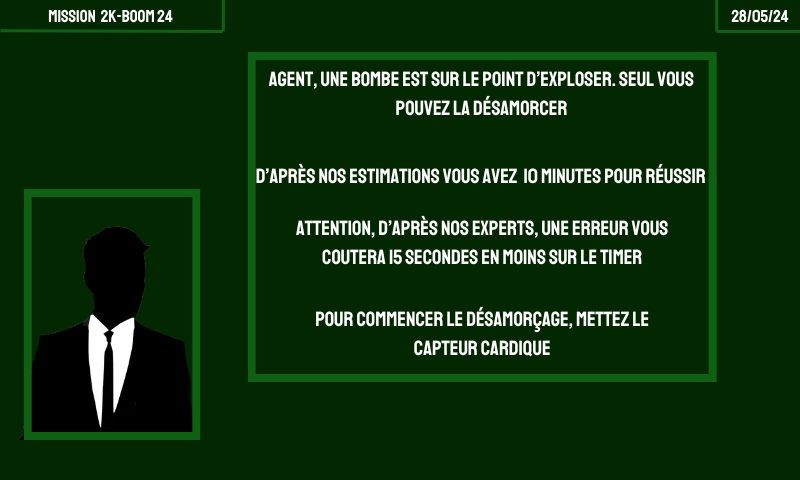 MISSION 2K-BOOM 24
28/05/24
AGENT, UNE BOMBE EST SUR LE POINT D'EXPLOSER. SEUL VOUS
POUVEZ LA DÉSAMORCER
D'APRÈS NOS ESTIMATIONS VOUS AVEZ 10 MINUTES POUR RÉUSSIR
ATTENTION, D'APRÈS NOS EXPERTS, UNE ERREUR VOUS
COUTERA 15 SECONDES EN MOINS SUR LE TIMER
POUR COMMENCER LE DÉSAMORÇAGE, METTEZ LE
CAPTEUR CARDIQUE